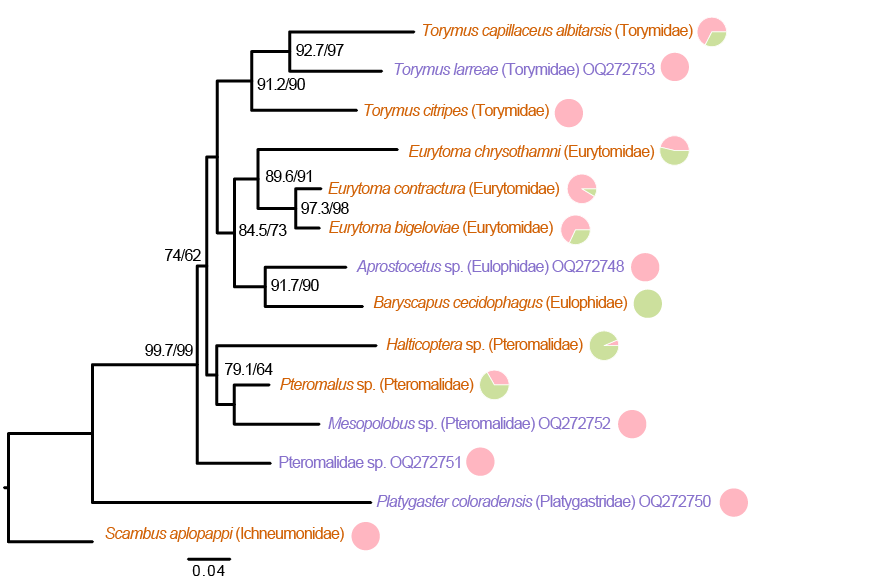 Torymus capillaceus albitarsis (Torymidae)
92.7/97
Torymus larreae (Torymidae) OQ272753
91.2/90
Torymus citripes (Torymidae)
Eurytoma chrysothamni (Eurytomidae)
89.6/91
Eurytoma contractura (Eurytomidae)
97.3/98
Eurytoma bigeloviae (Eurytomidae)
84.5/73
74/62
Aprostocetus sp. (Eulophidae) OQ272748
91.7/90
Baryscapus cecidophagus (Eulophidae)
Halticoptera sp. (Pteromalidae)
99.7/99
79.1/64
Pteromalus sp. (Pteromalidae)
Mesopolobus sp. (Pteromalidae) OQ272752
Pteromalidae sp. OQ272751
Platygaster coloradensis (Platygastridae) OQ272750
Scambus aplopappi (Ichneumonidae)
0.04